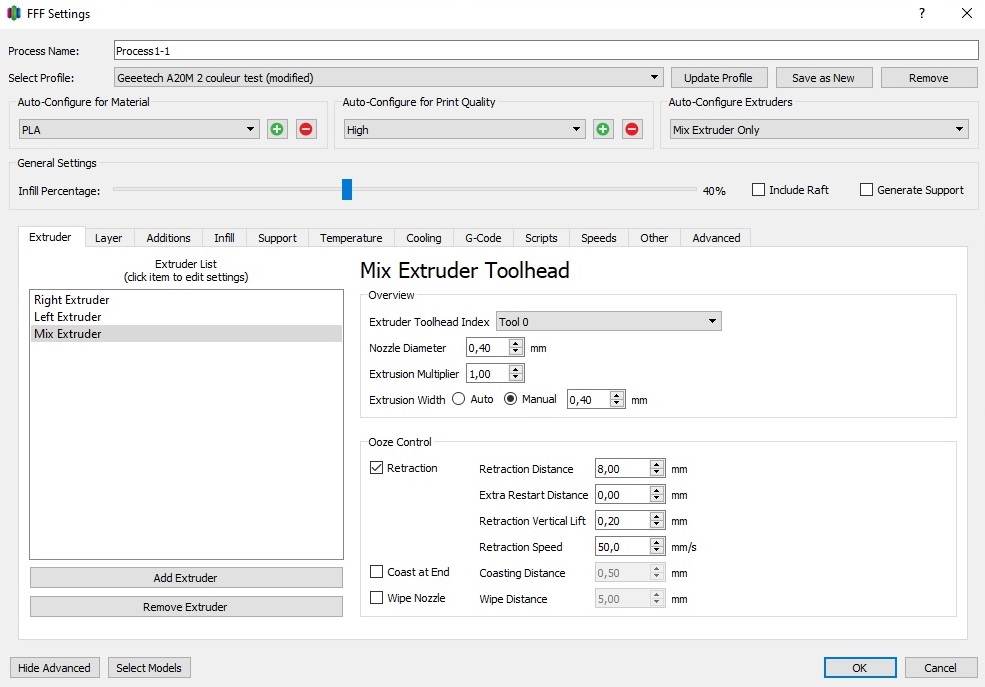 FFF Settings
?
Process Name: Process1-1
Select Profile: Geeetech A20M 2 couleur test (modified) Update Profile Save as New Remove
Auto-Configure for Material Auto-Configure for Print Quality Auto-Configure Extruders
PLA High Mix Extruder Only
General Settings
Infill Percentage: 40% Include Raft Generate Support
Extruder Layer Additions Infill Support Temperature Cooling G-Code Scripts Speeds Other Advanced
Extruder List
(click item to edit settings)
Right Extruder
Left Extruder
Mix Extruder
Add Extruder
Remove Extruder
Mix Extruder Toolhead
Overview
Extruder Toolhead Index Tool 0
Nozzle Diameter 0,40 mm
Extrusion Multiplier 1,00
Extrusion Width Auto Manual 0,40 mm
Ooze Control
Retraction Retraction Distance 8,00 mm
Extra Restart Distance 0,00 mm
Retraction Vertical Lift 0,20 mm
Retraction Speed 50,0 mm/s
Coast at End Coasting Distance 0,50 mm
Wipe Nozzle Wipe Distance 5,00 mm
Hide Advanced Select Models OK Cancel